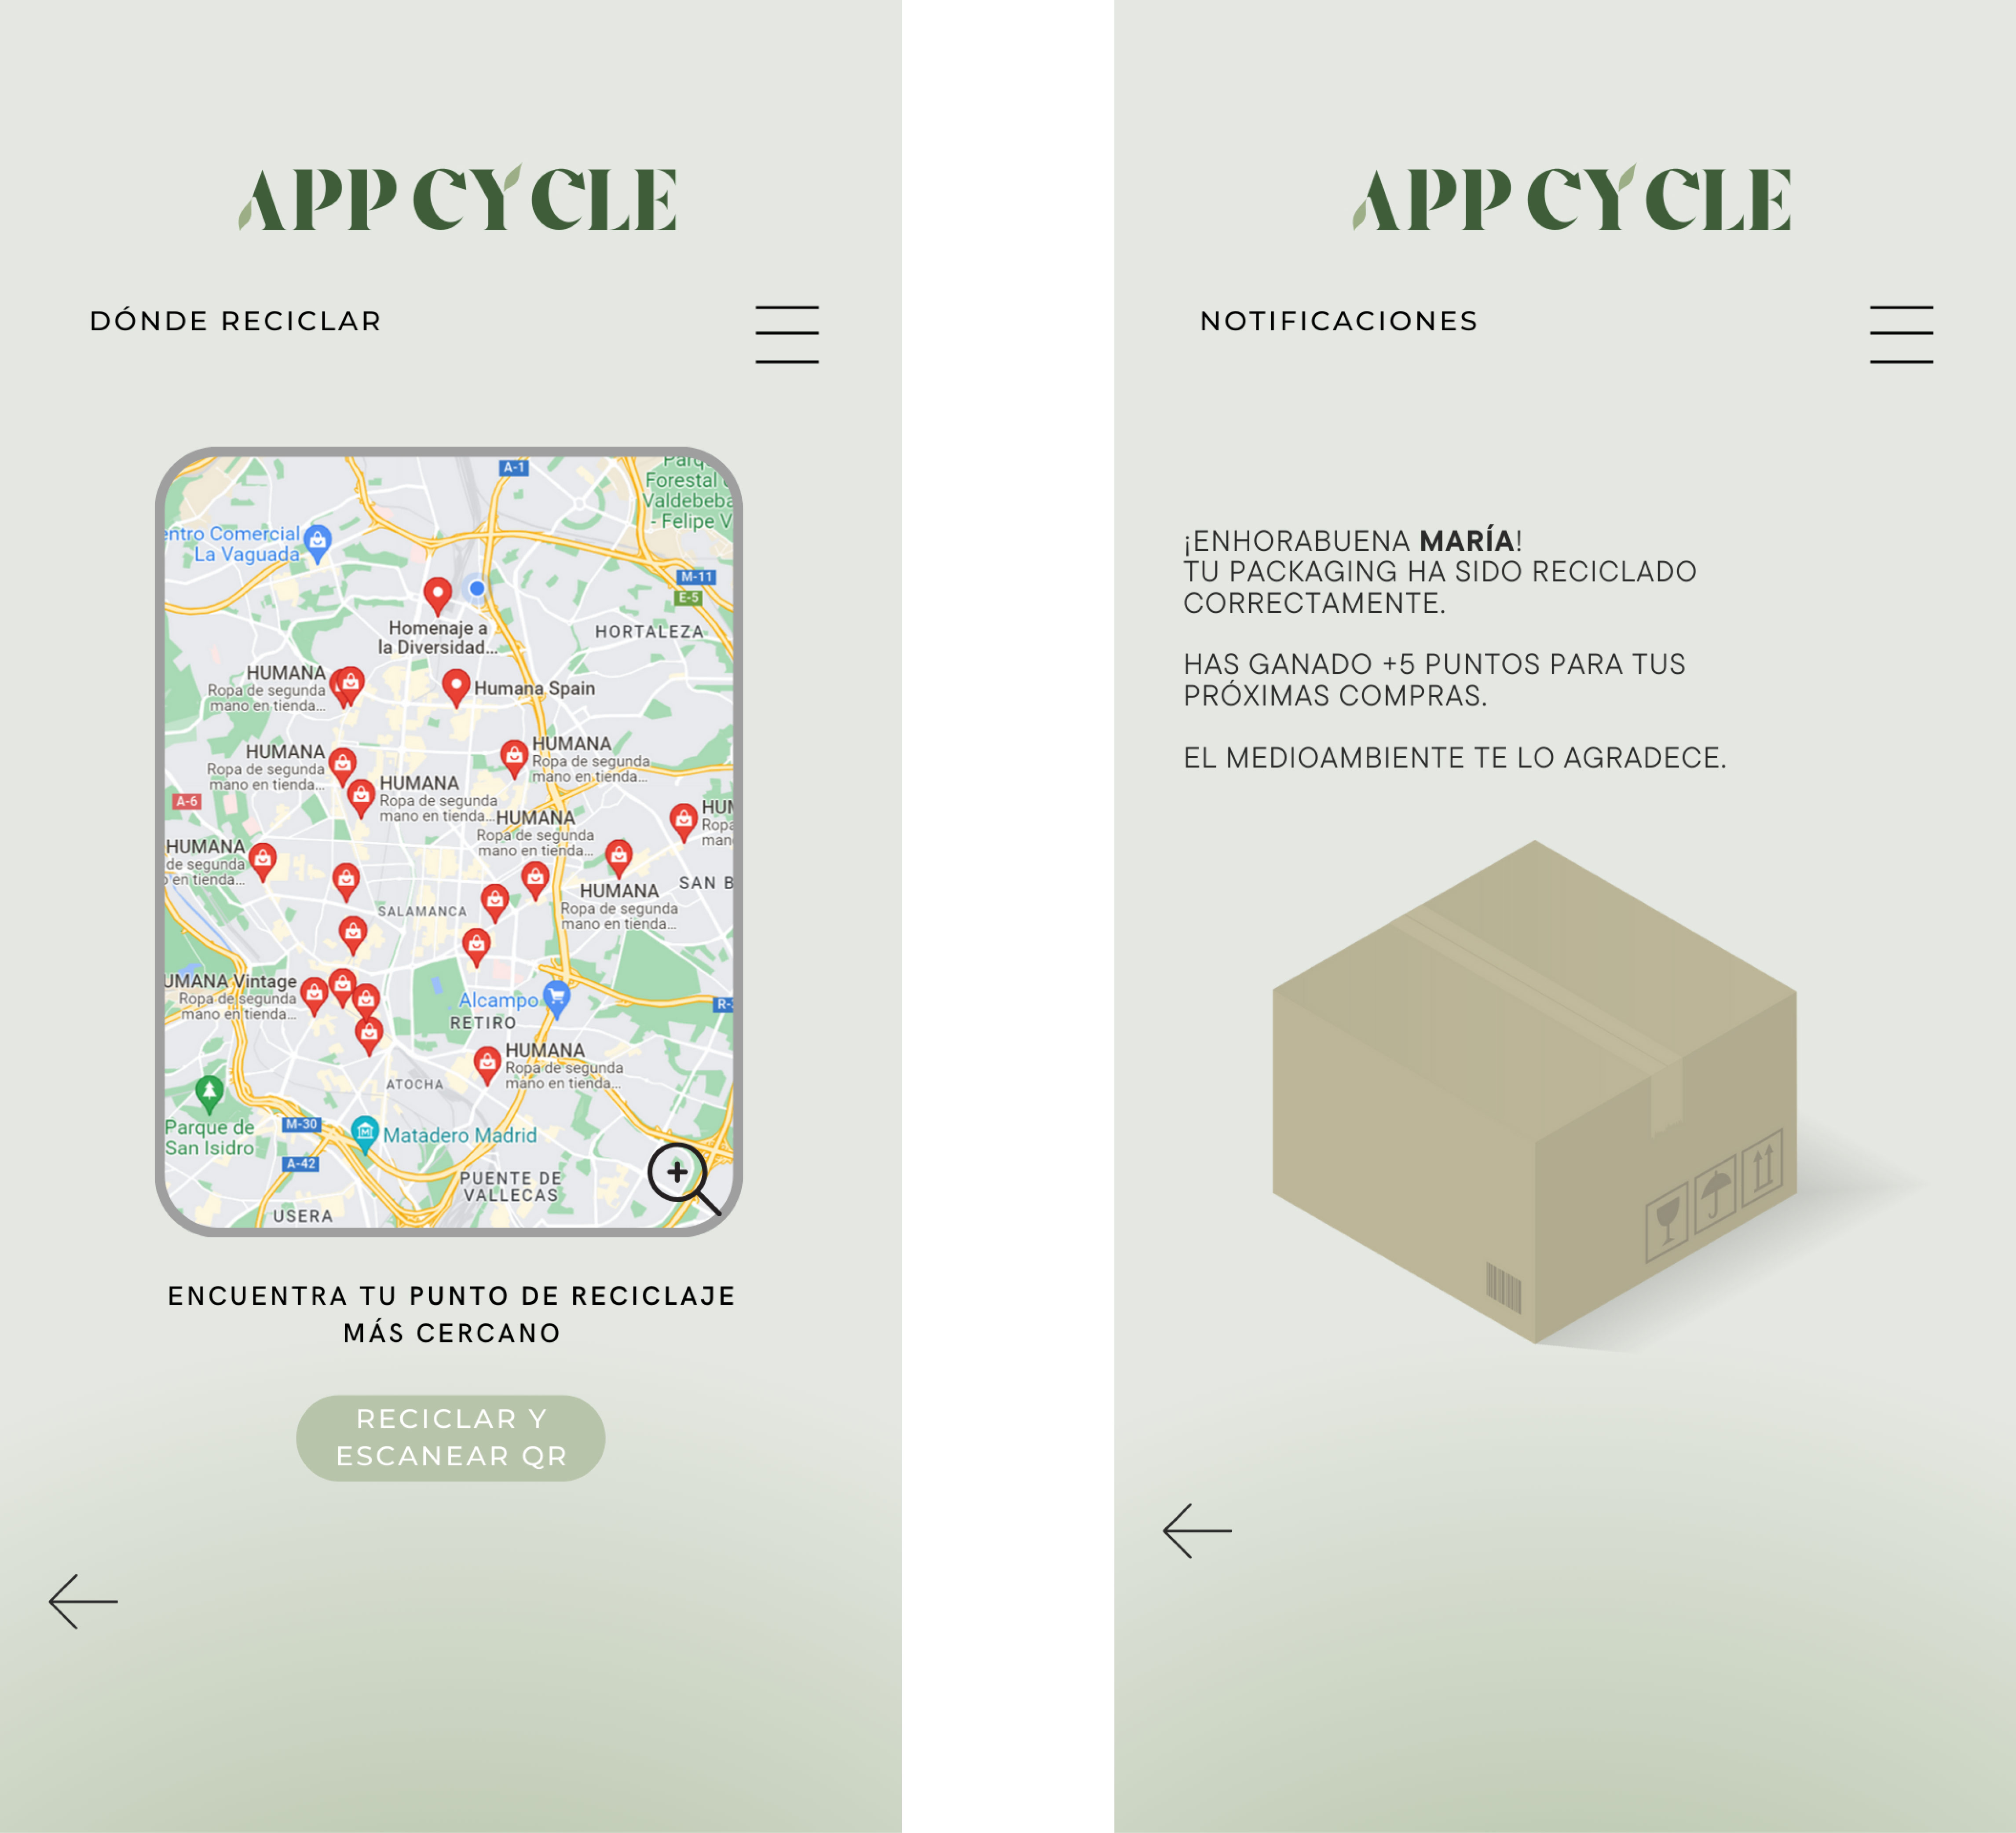 APP CYCLE
DÓNDE RECICLAR
A-1
Forestal
Valdebeba
- Felipe V
entro Comercial
La Vaguada
M-11
E-5
Homenaje a
la Diversidad...
HORTALEZA
HUMANA
Ropa de segunda
mano en tienda...
Humana Spain
HUMANA
Ropa de segunda
mano en tienda...
HUMANA
Ropa de segunda
mano en tienda...
HUMANA
Ropa de segunda
mano en tienda...
A-6
HUMANA
Ropa de segunda
mano en tienda...
HUM
Ropa
man
HUMANA
de segunda
en tienda...
SAN B
HUMANA
Ropa de segunda
mano en tienda...
SALAMANCA
UMANA Vintage
Ropa de segunda
mano en tienda...
Alcampo
R-
RETIRO
HUMANA
Ropa de segunda
mano en tienda...
ATOCHA
Parque de
San Isidro
M-30
Matadero Madrid
A-42
PUENTE DE
VALLECAS
USERA
ENCUENTRA TU PUNTO DE RECICLAJE
MÁS CERCANO
RECICLAR Y
ESCANEAR QR
APP CYCLE
NOTIFICACIONES
¡ENHORABUENA MARÍA!
TU PACKAGING HA SIDO RECICLADO
CORRECTAMENTE.
HAS GANADO +5 PUNTOS PARA TUS
PRÓXIMAS COMPRAS.
EL MEDIOAMBIENTE TE LO AGRADECE.